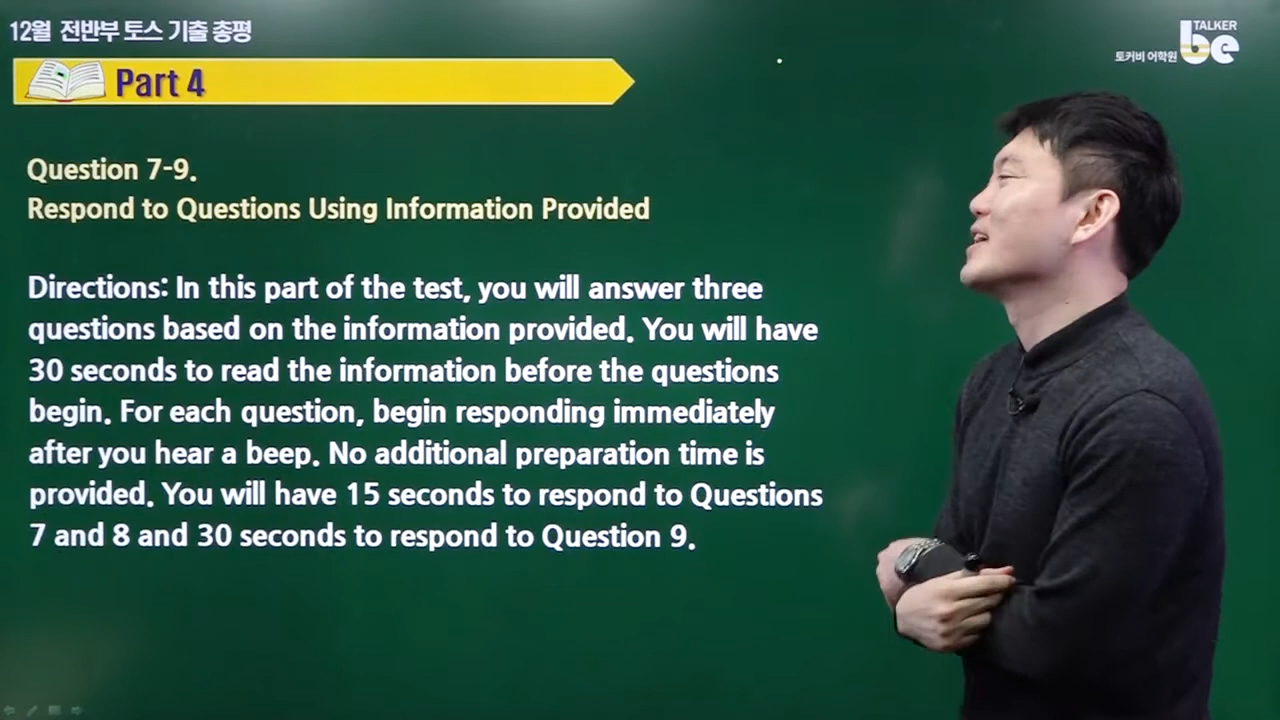 12월 전반부 토스 기출 총평
TALKER
be
토커비 어학원
Part 4
Question 7-9.
Respond to Questions Using Information Provided
Directions: In this part of the test, you will answer three
questions based on the information provided. You will have
30 seconds to read the information before the questions
begin. For each question, begin responding immediately
after you hear a beep. No additional preparation time is
provided. You will have 15 seconds to respond to Questions
7 and 8 and 30 seconds to respond to Question 9.